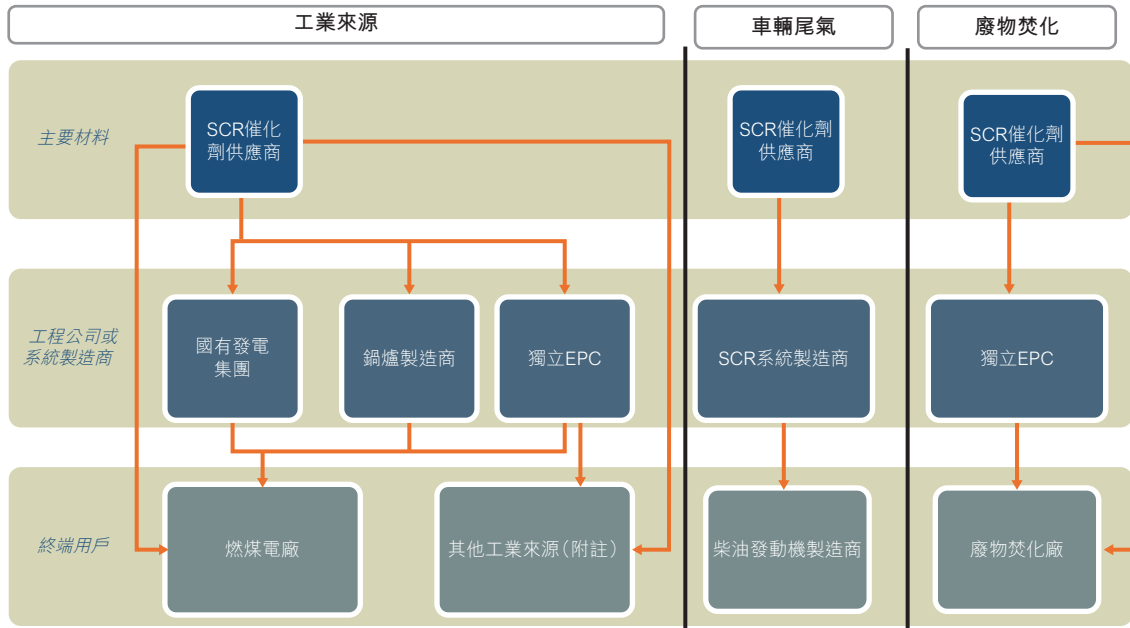 工業來源
車輛尾氣
廢物焚化
主要材料
SCR催化
劑供應商
SCR催化劑
供應商
SCR催化劑
供應商
工程公司或
系統製造商
國有發電
集團
鍋爐製造商
獨立EPC
SCR系統製造商
獨立EPC
終端用戶
燃煤電廠
其他工業來源(附註)
柴油發動機製造商
廢物焚化廠